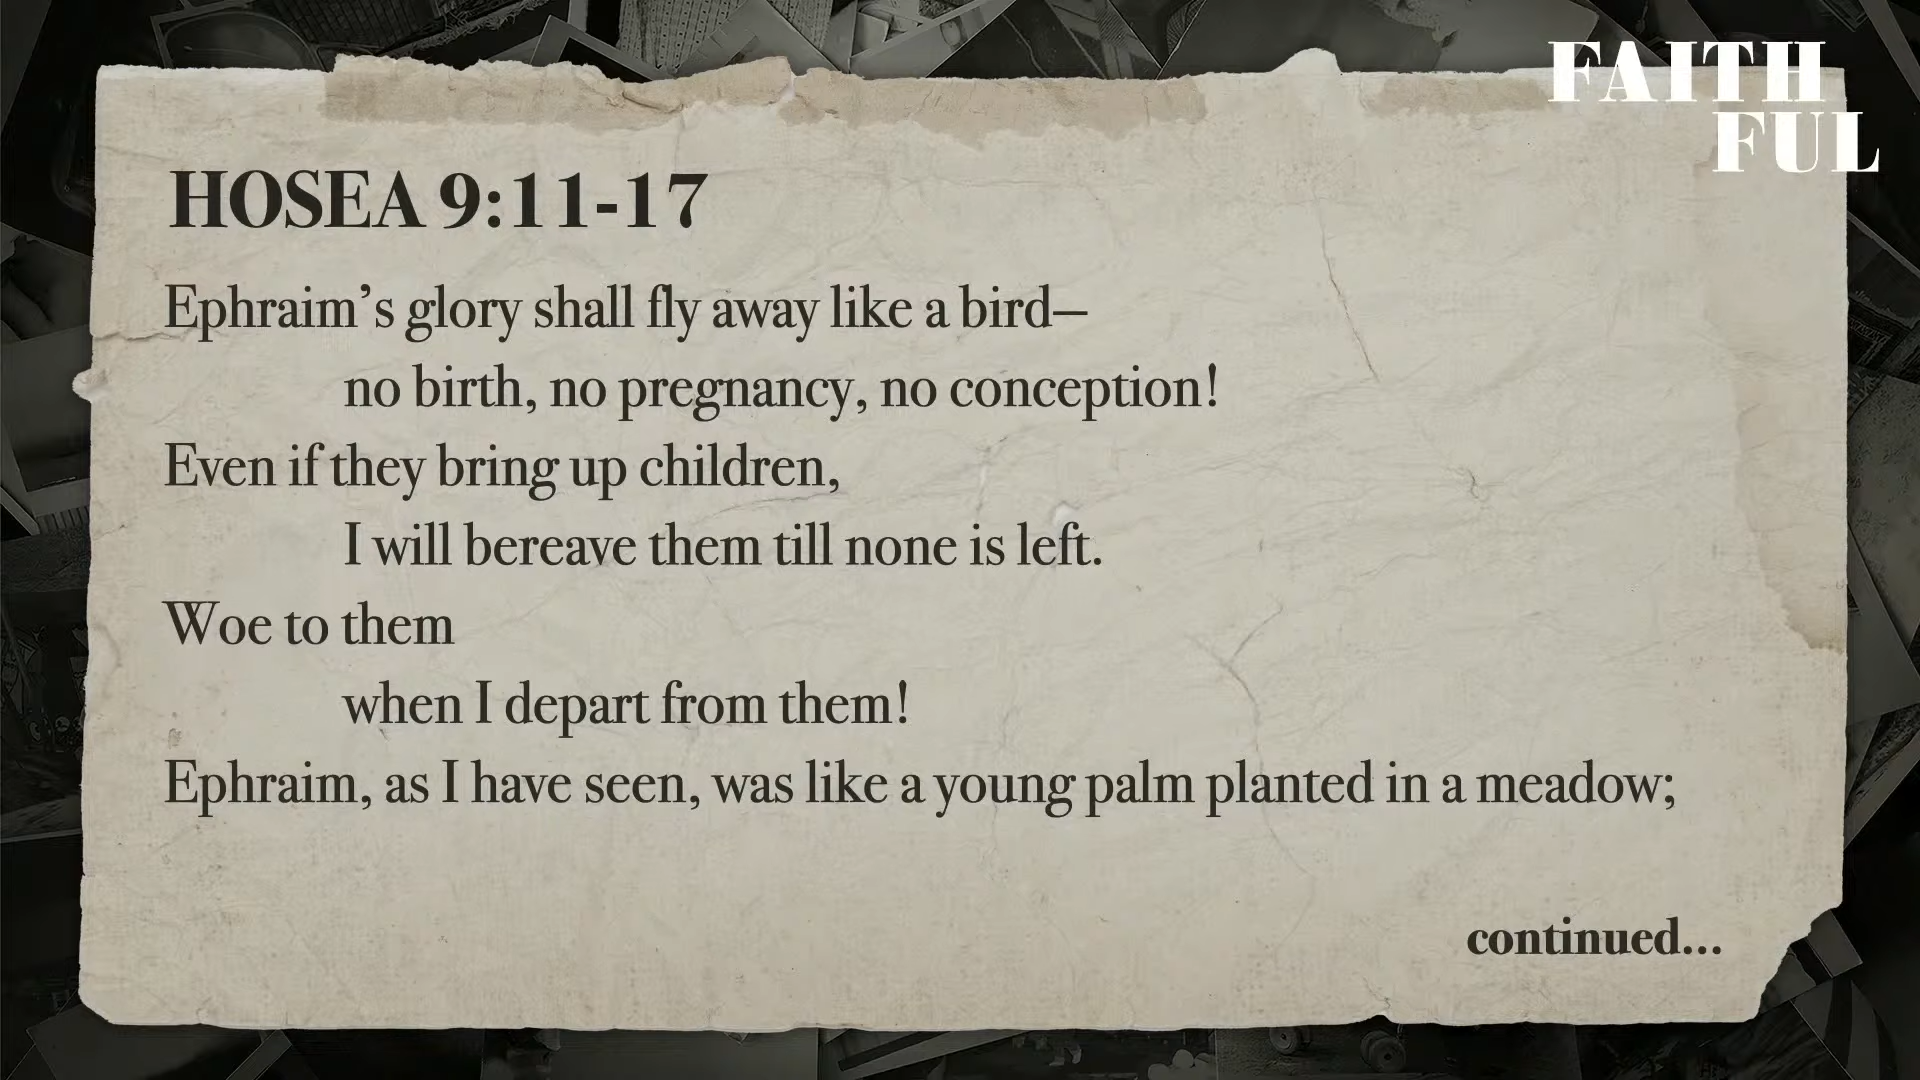 FAITH
FUL
HOSEA 9:11-17
Ephraim’s glory shall fly away like a bird—
no birth, no pregnancy, no conception!
Even if they bring up children,
I will bereave them till none is left.
Woe to them
when I depart from them!
Ephraim, as I have seen, was like a young palm planted in a meadow;
continued...